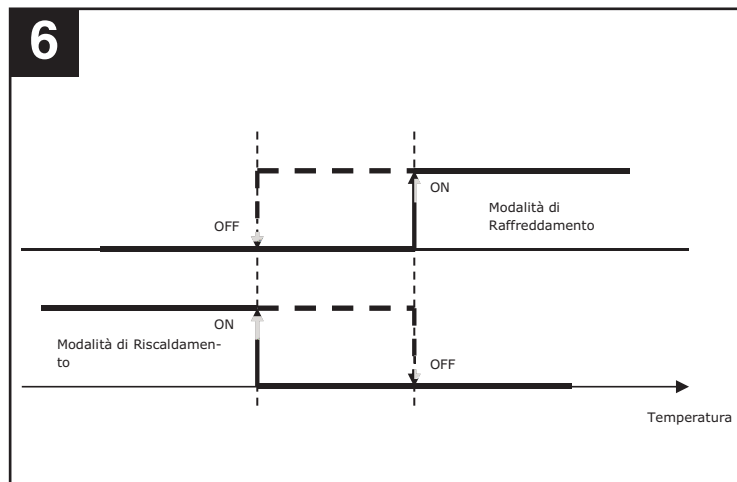 6
ON
Modalità di
Raffreddamento
OFF
ON
Modalità di Riscaldamen-
to
OFF
Temperatura